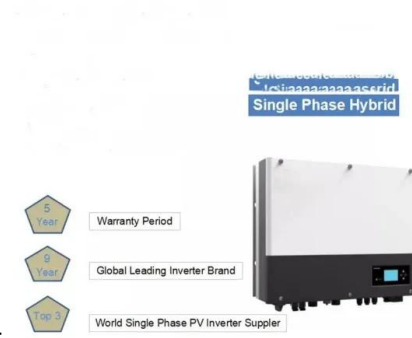 Single Phase Hybrid
5
Year
Warranty Period
9
Year
Global Leading Inverter Brand
Top 3
World Single Phase PV Inverter Suppler